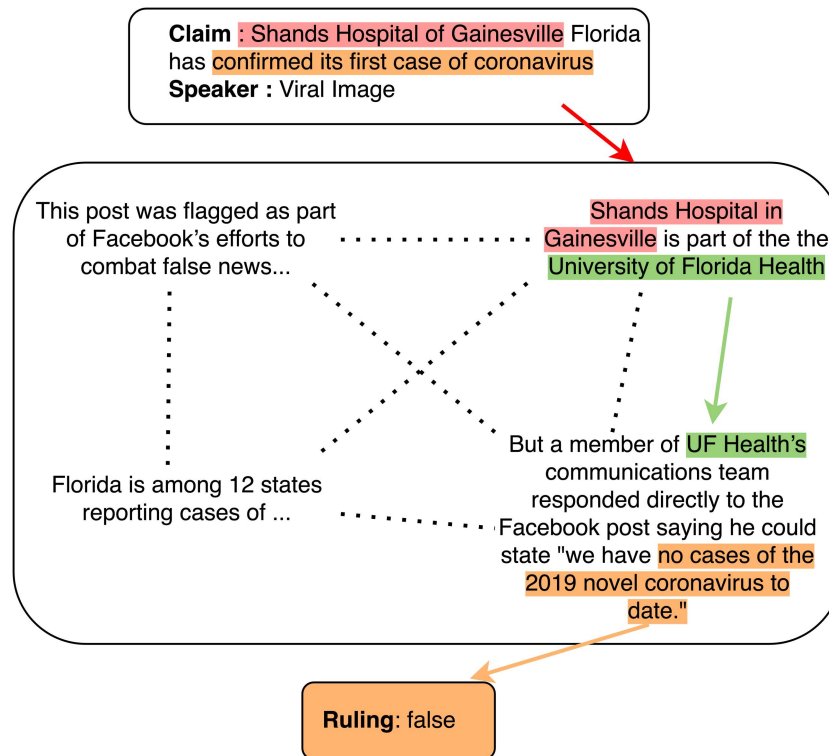 Claim : Shands Hospital of Gainesville Florida
has confirmed its first case of coronavirus
Speaker : Viral Image
This post was flagged as part
of Facebook's efforts to
combat false news...
Shands Hospital in
Gainesville is part of the the
University of Florida Health
Florida is among 12 states
reporting cases of ...
But a member of UF Health's
communications team
responded directly to the
Facebook post saying he could
state "we have no cases of the
2019 novel coronavirus to
date."
Ruling: false